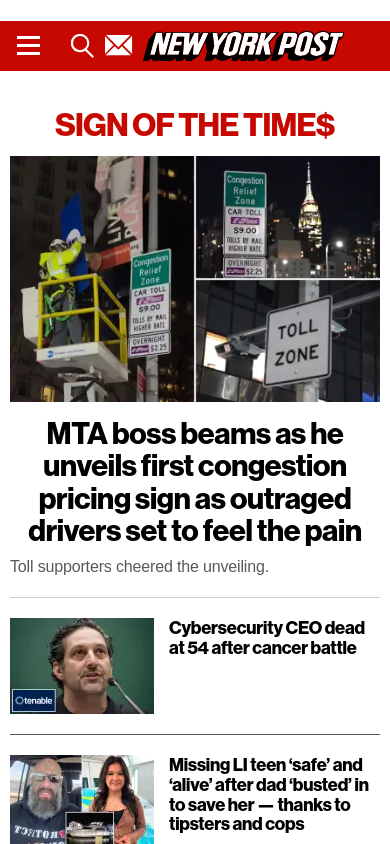 NEW YORK POST
SIGN OF THE TIME$
Congestion
Relief
Zone
CAR TOLL
E-ZPass
$9.00
TOLLS BY MAIL
HIGHER RATE
OVERNIGHT
E-ZPass $2.25
Congestion
Relief
Zone
CAR TOLL
E-ZPass
$9.00
TOLLS BY MAIL
HIGHER RATE
OVERNIGHT
E-ZPass $2.25
TOLL
ZONE
MTA boss beams as he
unveils first congestion
pricing sign as outraged
drivers set to feel the pain
Toll supporters cheered the unveiling.
Cybersecurity CEO dead
at 54 after cancer battle
tenable
Missing LI teen ‘safe’ and
‘alive’ after dad ‘busted’ in
to save her — thanks to
tipsters and cops
PROTECT